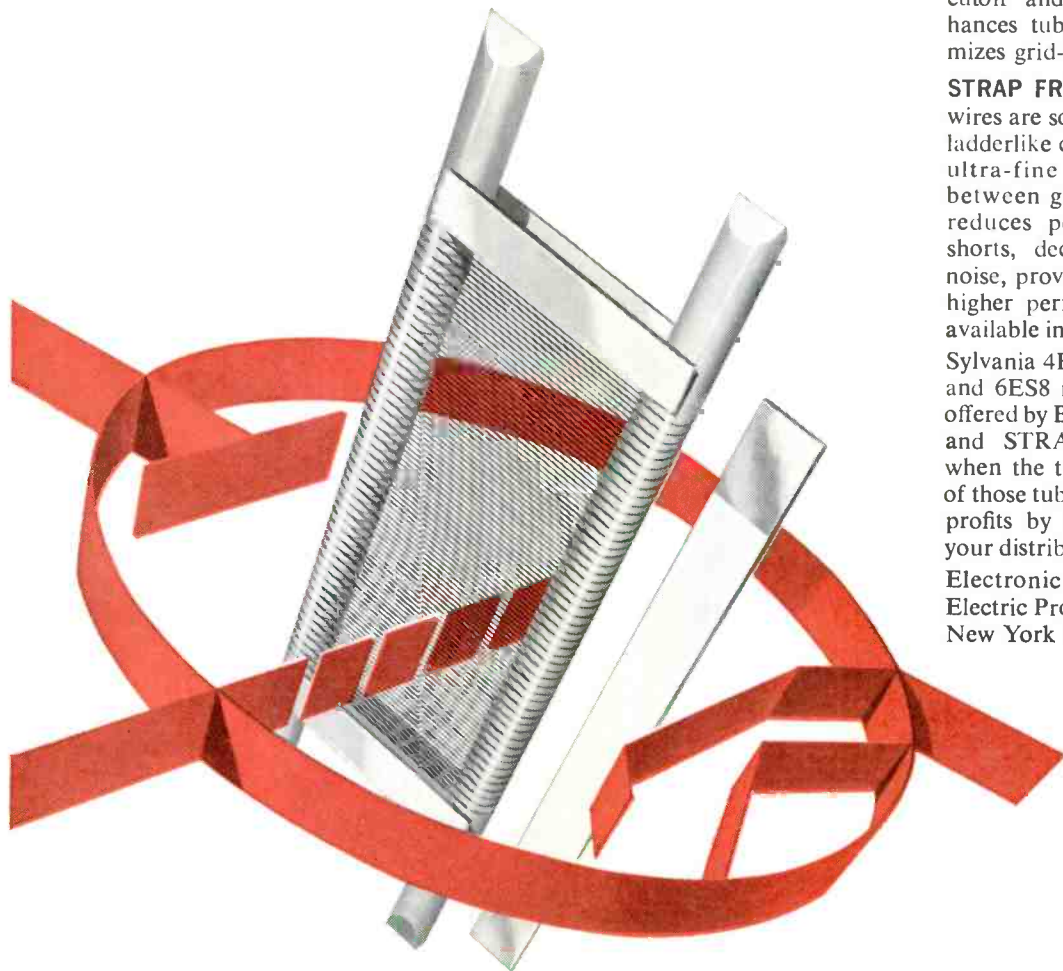 hances tub
mizes grid-
STRAP FR
wires are so
ladderlike c
ultra-fine
between g
reduces p
shorts, dec
noise, prov
higher per
available in
Sylvania 4E
and 6ES8
offered by E
and STRA
when the t
of those tub
profits by
your distrib
Electronic
Electric Pro
New York